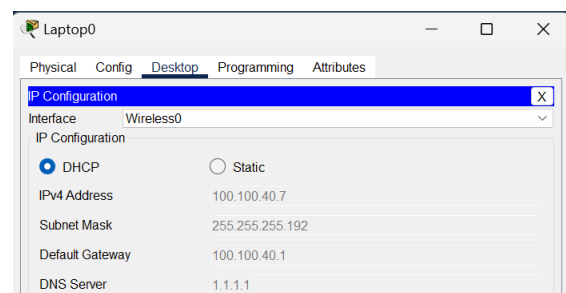 Laptop0
Physical Config Desktop Programming Attributes
IP Configuration X
Interface Wireless0
IP Configuration
DHCP Static
IPv4 Address 100.100.40.7
Subnet Mask 255.255.255.192
Default Gateway 100.100.40.1
DNS Server 1.1.1.1